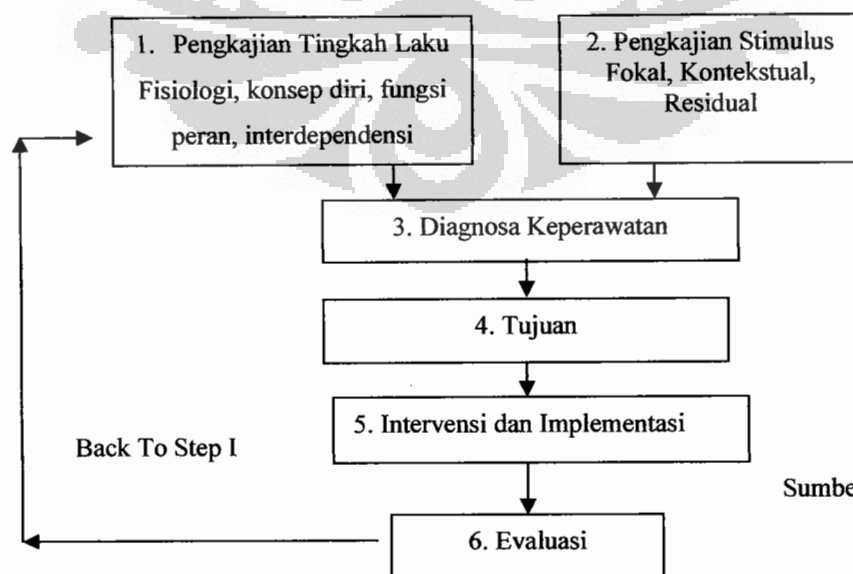 1. Pengkajian Tingkah Laku
Fisiologi, konsep diri, fungsi
peran, interdependensi
2. Pengkajian Stimulus
Fokal, Kontekstual,
Residual
3. Diagnosa Keperawatan
4. Tujuan
5. Intervensi dan Implementasi
Back To Step I
Sumbe
6. Evaluasi